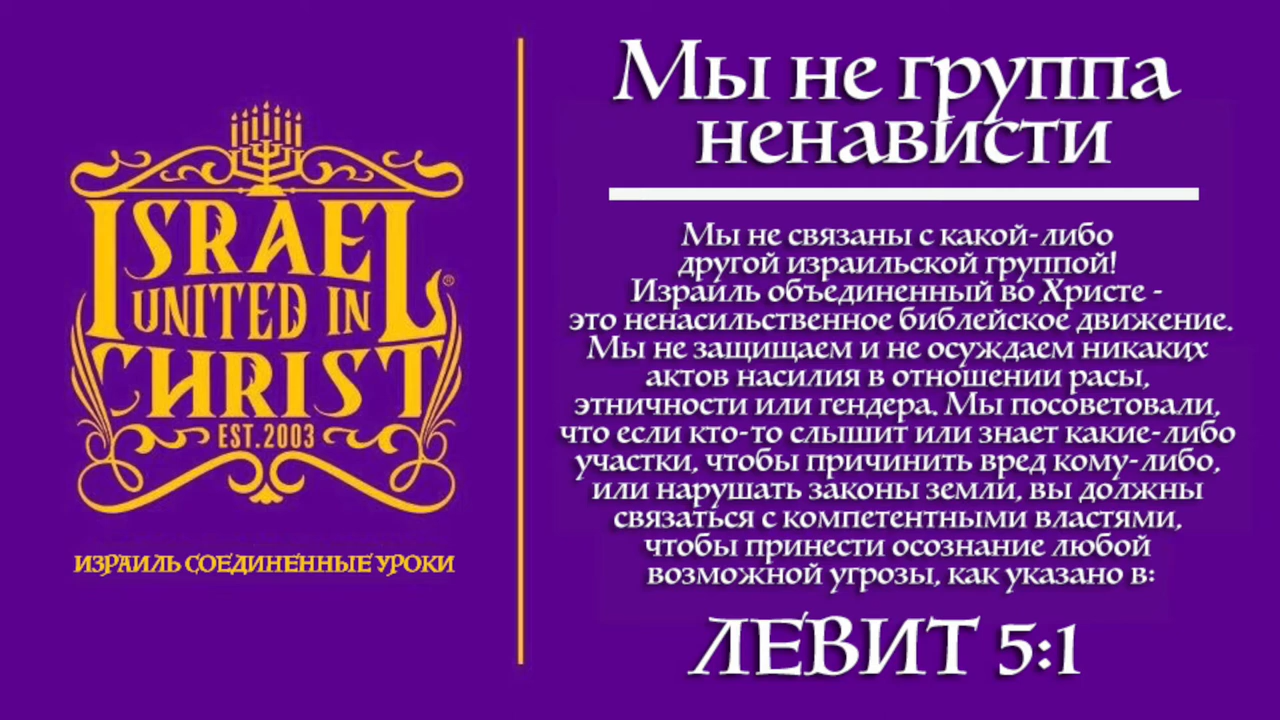 ISRAEL
UNITED IN
CHRIST
EST. 2003
ИЗРАИЛЬ СОЕДИНЕННЫЕ УРОКИ
Мы не группа
ненависти
Мы не связаны с какой-либо
другой израильской группой!
Израиль объединенный во Христе -
это ненасильственное библейское движение.
Мы не защищаем и не осуждаем никаких
актов насилия в отношении расы,
этничности или гендера. Мы посоветовали,
что если кто-то слышит или знает какие-либо
участки, чтобы причинить вред кому-либо,
или нарушать законы земли, вы должны
связаться с компетентными властями,
чтобы принести осознание любой
возможной угрозы, как указано в:
ЛЕВИТ 5:1